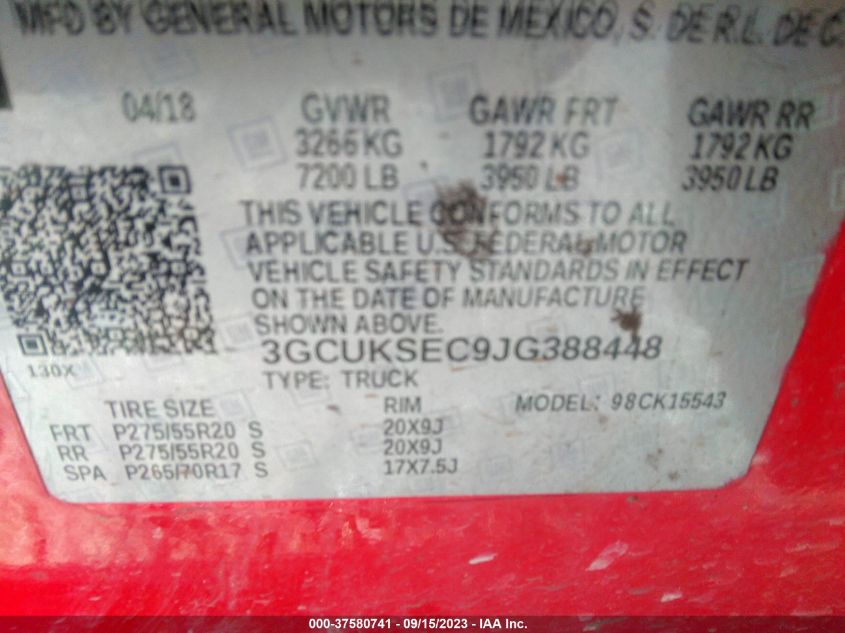 MFD BY GENERAL MOTORS DE MEXICO, S. DE R.L. DE C.
04/18 GVWR GAWR FRT GAWR RR
3266 KG 1792 KG 1792 KG
7200 LB 3950 LB 3950 LB
THIS VEHICLE CONFORMS TO ALL
APPLICABLE U.S. FEDERAL MOTOR
VEHICLE SAFETY STANDARDS IN EFFECT
ON THE DATE OF MANUFACTURE
SHOWN ABOVE.
3GCUKSEC9JG388448
130X
TYPE: TRUCK
TIRE SIZE RIM MODEL: 98CK15543
FRT P275/55R20 S 20X9J
RR P275/55R20 S 20X9J
SPA P265/70R17 S 17X7.5J
000-37580741 - 09/15/2023 - IAA Inc.